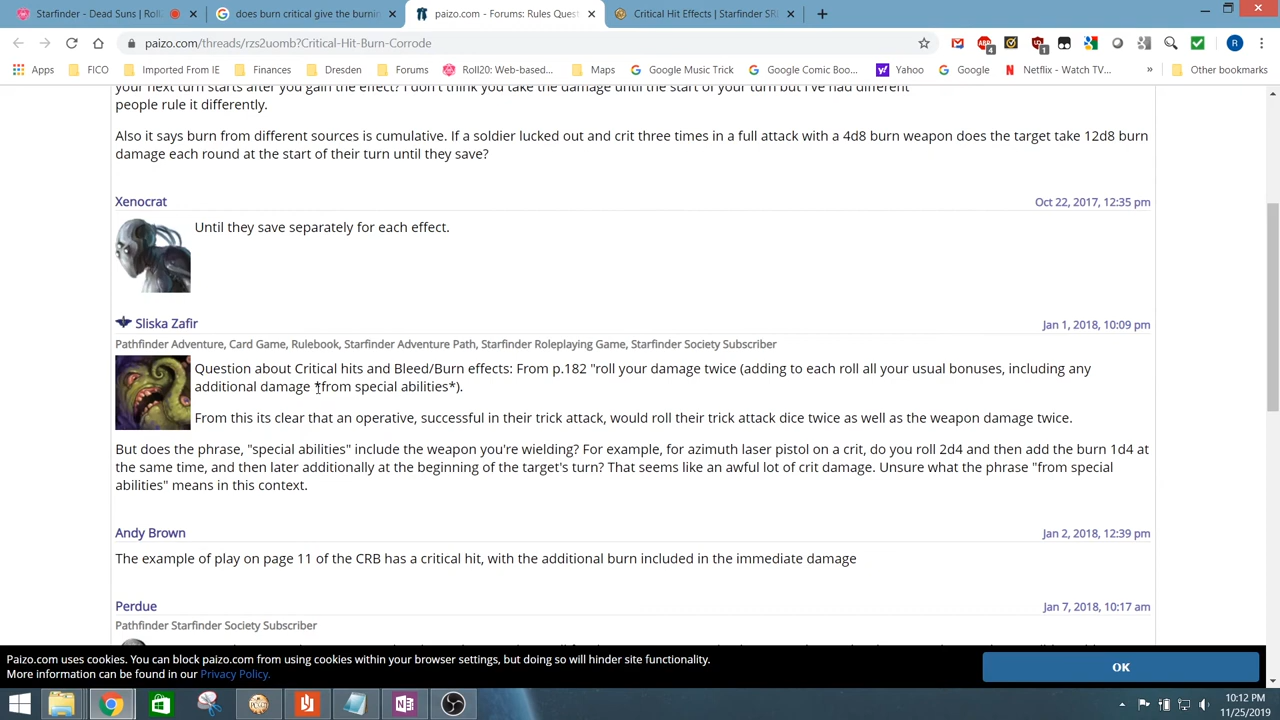 Starfinder - Dead Suns | Roll
does burn critical give the burnin
paizo.com - Forums: Rules Quest
Critical Hit Effects | Starfinder SR
paizo.com/threads/rzs2uomb?Critical-Hit-Burn-Corrode
Apps
FICO
Imported From IE
Finances
Dresden
Forums
Roll20: Web-based...
Maps
Google Music Trick
Google Comic Boo...
Yahoo
Google
Netflix - Watch TV...
»
Other bookmarks
your next turn starts after you gain the effect? I don't think you take the damage until the start of your turn but I've had different
people rule it differently.
Also it says burn from different sources is cumulative. If a soldier lucked out and crit three times in a full attack with a 4d8 burn weapon does the target take 12d8 burn
damage each round at the start of their turn until they save?
Xenocrat
Oct 22, 2017, 12:35 pm
Until they save separately for each effect.
Sliska Zafir
Jan 1, 2018, 10:09 pm
Pathfinder Adventure, Card Game, Rulebook, Starfinder Adventure Path, Starfinder Roleplaying Game, Starfinder Society Subscriber
Question about Critical hits and Bleed/Burn effects: From p.182 "roll your damage twice (adding to each roll all your usual bonuses, including any
additional damage *from special abilities*).
From this its clear that an operative, successful in their trick attack, would roll their trick attack dice twice as well as the weapon damage twice.
But does the phrase, "special abilities" include the weapon you're wielding? For example, for azimuth laser pistol on a crit, do you roll 2d4 and then add the burn 1d4 at
the same time, and then later additionally at the beginning of the target's turn? That seems like an awful lot of crit damage. Unsure what the phrase "from special
abilities" means in this context.
Andy Brown
Jan 2, 2018, 12:39 pm
The example of play on page 11 of the CRB has a critical hit, with the additional burn included in the immediate damage
Perdue
Jan 7, 2018, 10:17 am
Pathfinder Starfinder Society Subscriber
Paizo.com uses cookies. You can block paizo.com from using cookies within your browser settings, but doing so will hinder site functionality.
More information can be found in our Privacy Policy.
OK
10:12 PM
11/25/2019